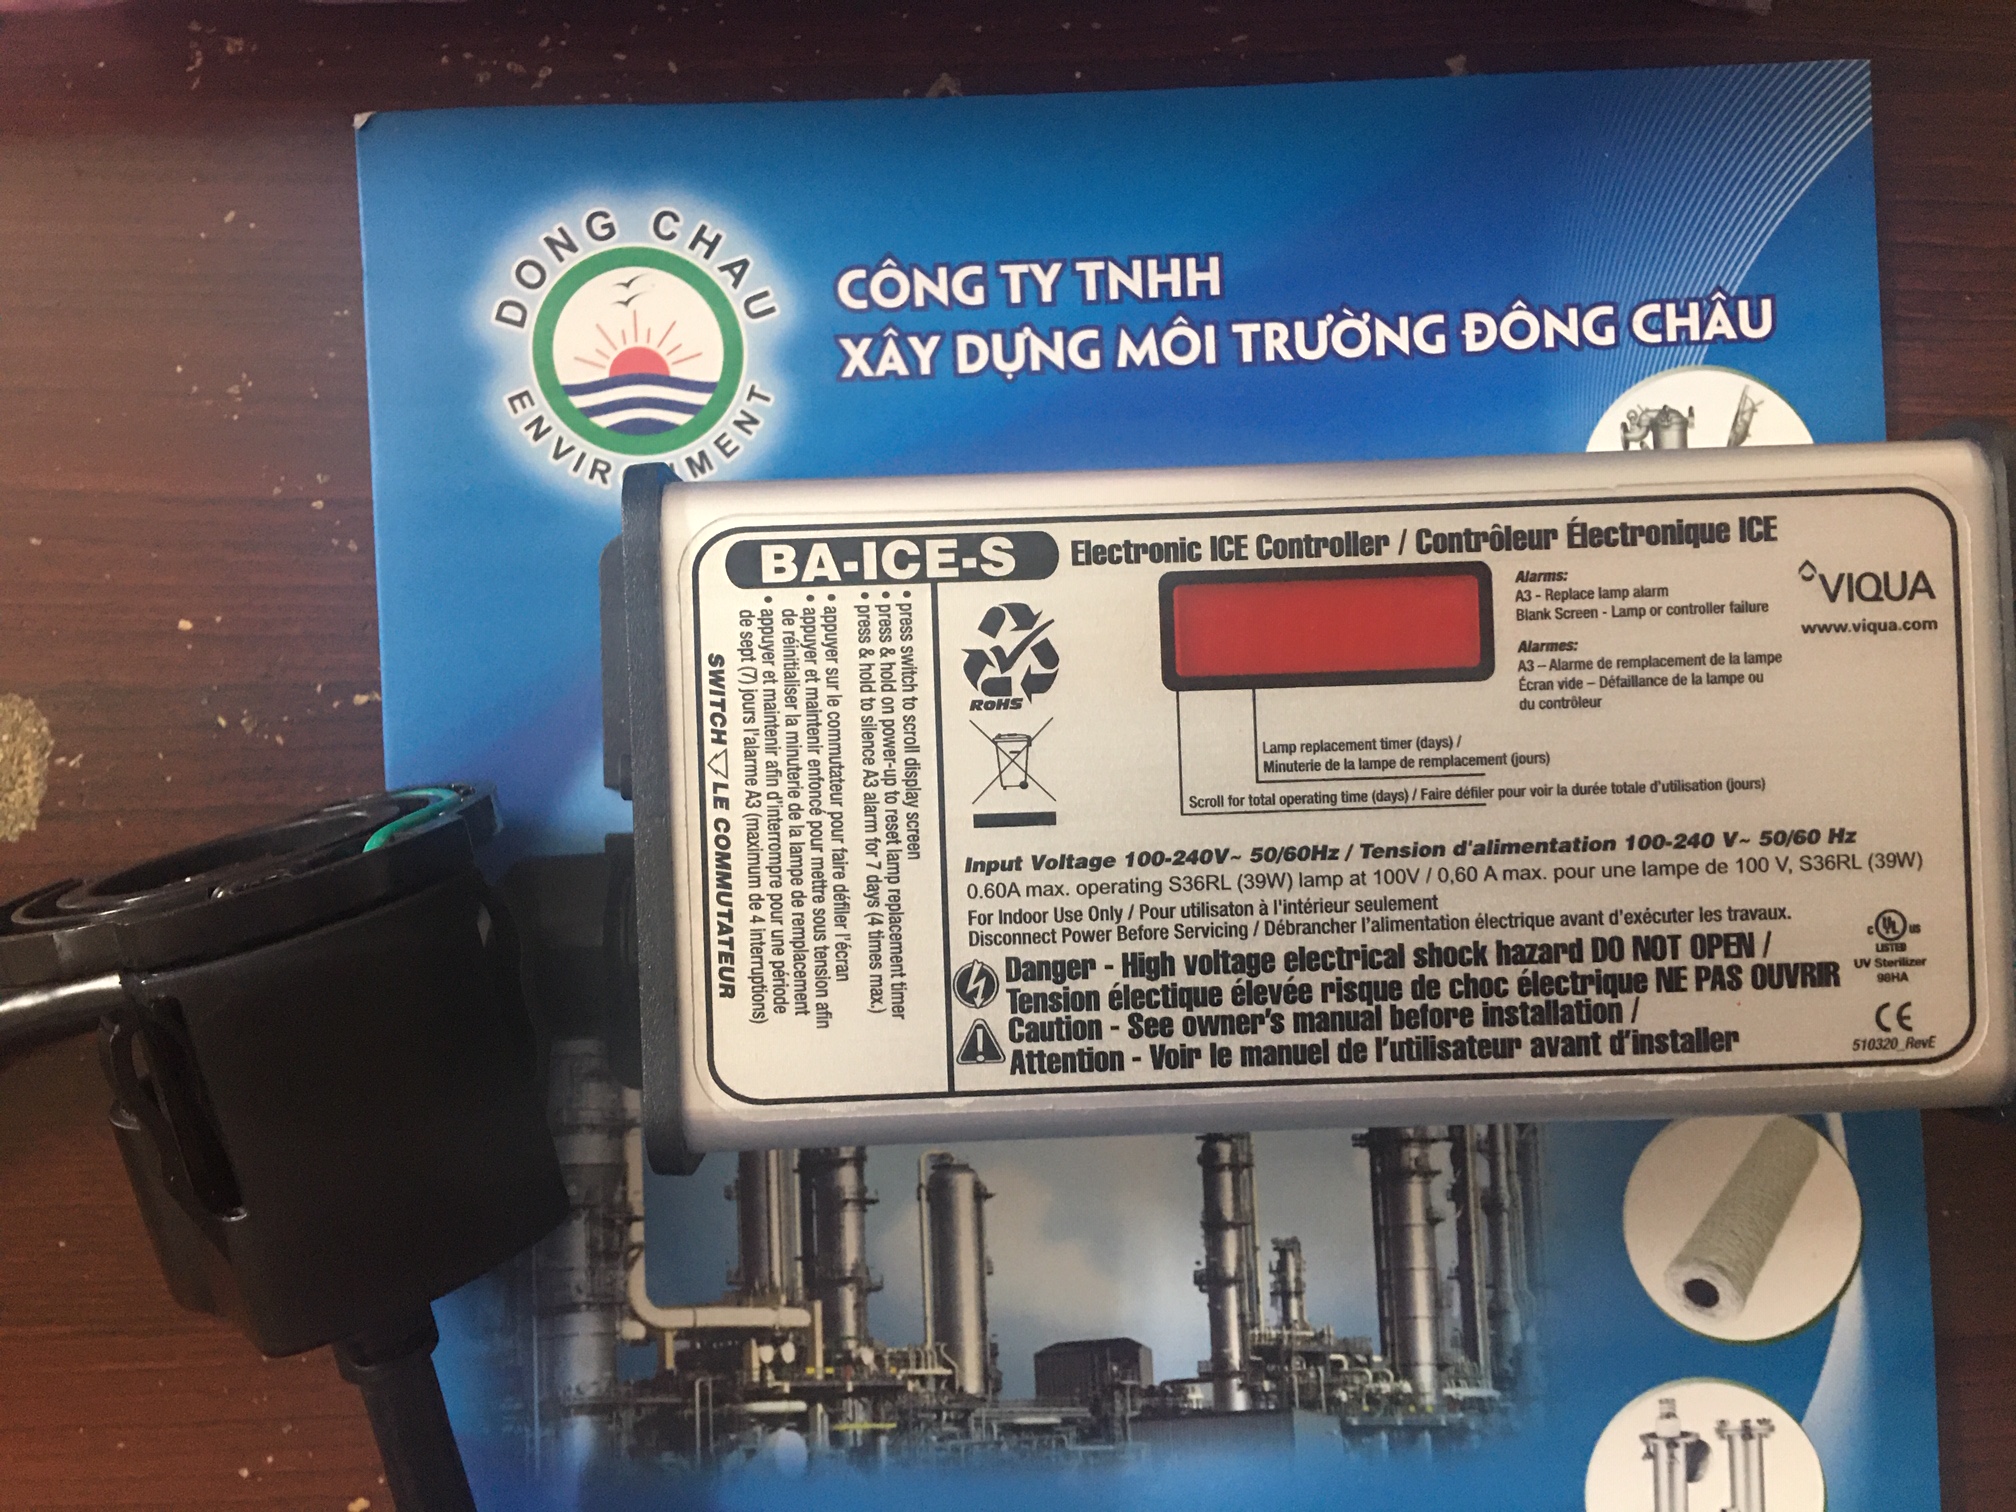 DONG CHAU
ENVIR MENT
CÔNG TY TNHH
XÂY DỰNG MÔI TRƯỜNG ĐÔNG CHÂU
BA-ICE-S
Electronic ICE Controller / Contrôleur Électronique ICE
• press switch to scroll display screen
• press & hold on power-up to reset lamp replacement timer
• press & hold to silence A3 alarm for 7 days (4 times max.)
• appuyer sur le commutateur pour faire défiler l'écran
• appuyer et maintenir enfoncé pour mettre sous tension afin
de réinitialiser la minuterie de la lampe de remplacement
• appuyer et maintenir afin d'interrompre pour une période
de sept (7) jours l'alarme A3 (maximum de 4 interruptions)
SWITCH ▽ LE COMMUTATEUR
RoHS
Alarms:
A3 - Replace lamp alarm
Blank Screen - Lamp or controller failure
Alarmes:
A3 – Alarme de remplacement de la lampe
Écran vide – Défaillance de la lampe ou
du contrôleur
VIQUA
www.viqua.com
Lamp replacement timer (days) /
Minuterie de la lampe de remplacement (jours)
Scroll for total operating time (days) / Faire défiler pour voir la durée totale d'utilisation (jours)
Input Voltage 100-240V~ 50/60Hz / Tension d'alimentation 100-240 V~ 50/60 Hz
0.60A max. operating S36RL (39W) lamp at 100V / 0,60 A max. pour une lampe de 100 V, S36RL (39W)
For Indoor Use Only / Pour utilisaton à l'intérieur seulement
Disconnect Power Before Servicing / Débrancher l'alimentation électrique avant d'exécuter les travaux.
Danger - High voltage electrical shock hazard DO NOT OPEN /
Tension électique élevée risque de choc électrique NE PAS OUVRIR
Caution - See owner's manual before installation /
Attention - Voir le manuel de l'utilisateur avant d'installer
c UL us
LISTED
UV Sterilizer
98HA
CE
510320_RevE